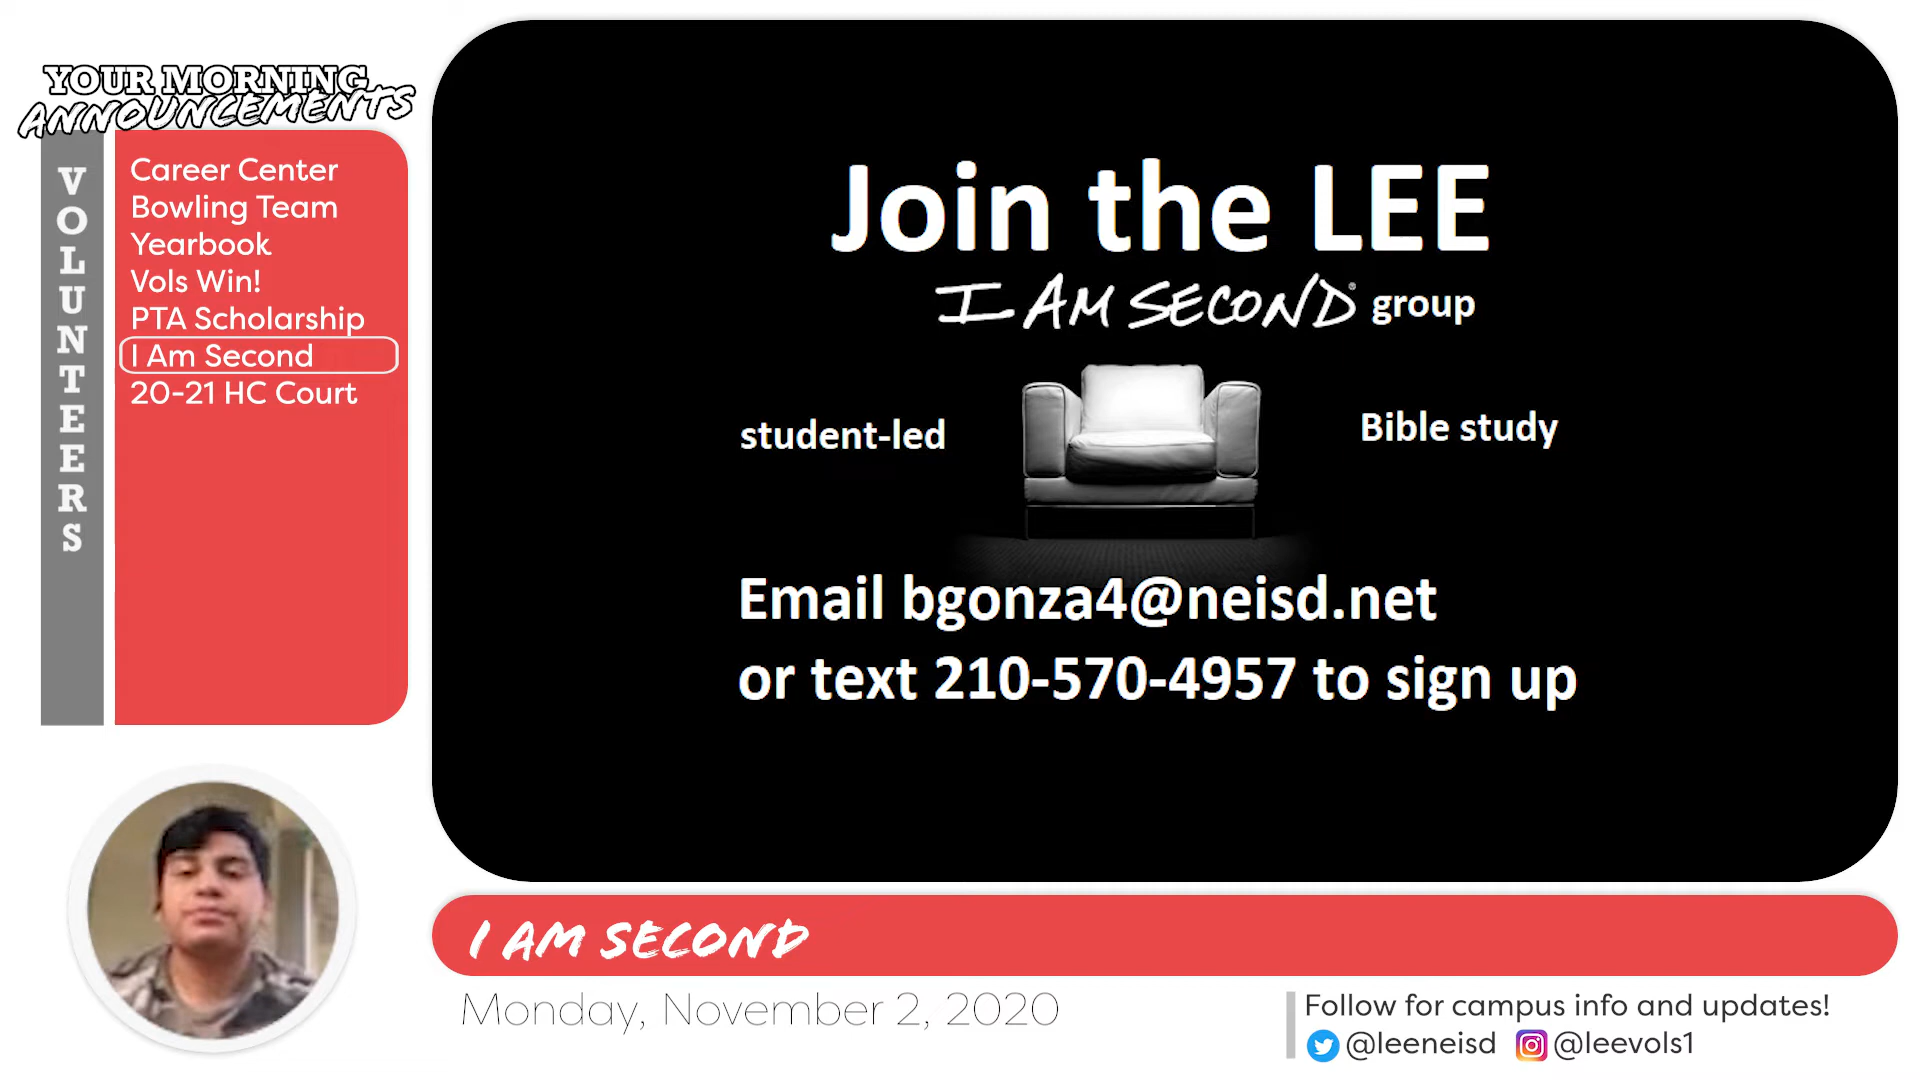 YOUR MORNING
ANNOUNCEMENTS
VOLUNTEERS
Career Center
Bowling Team
Yearbook
Vols Win!
PTA Scholarship
I Am Second
20-21 HC Court
Join the LEE
I AM SECOND® group
student-led
Bible study
Email bgonza4@neisd.net
or text 210-570-4957 to sign up
I AM SECOND
Monday, November 2, 2020
Follow for campus info and updates!
@leeneisd @leevols1